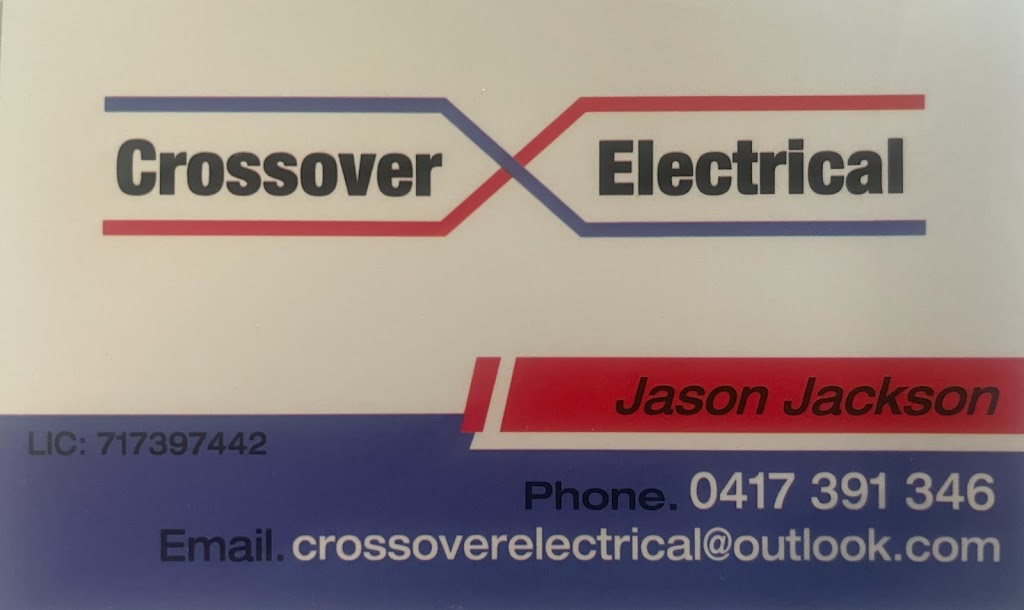 Crossover Electrical
Jason Jackson
LIC: 717397442
Phone. 0417 391 346
Email. crossoverelectrical@outlook.com